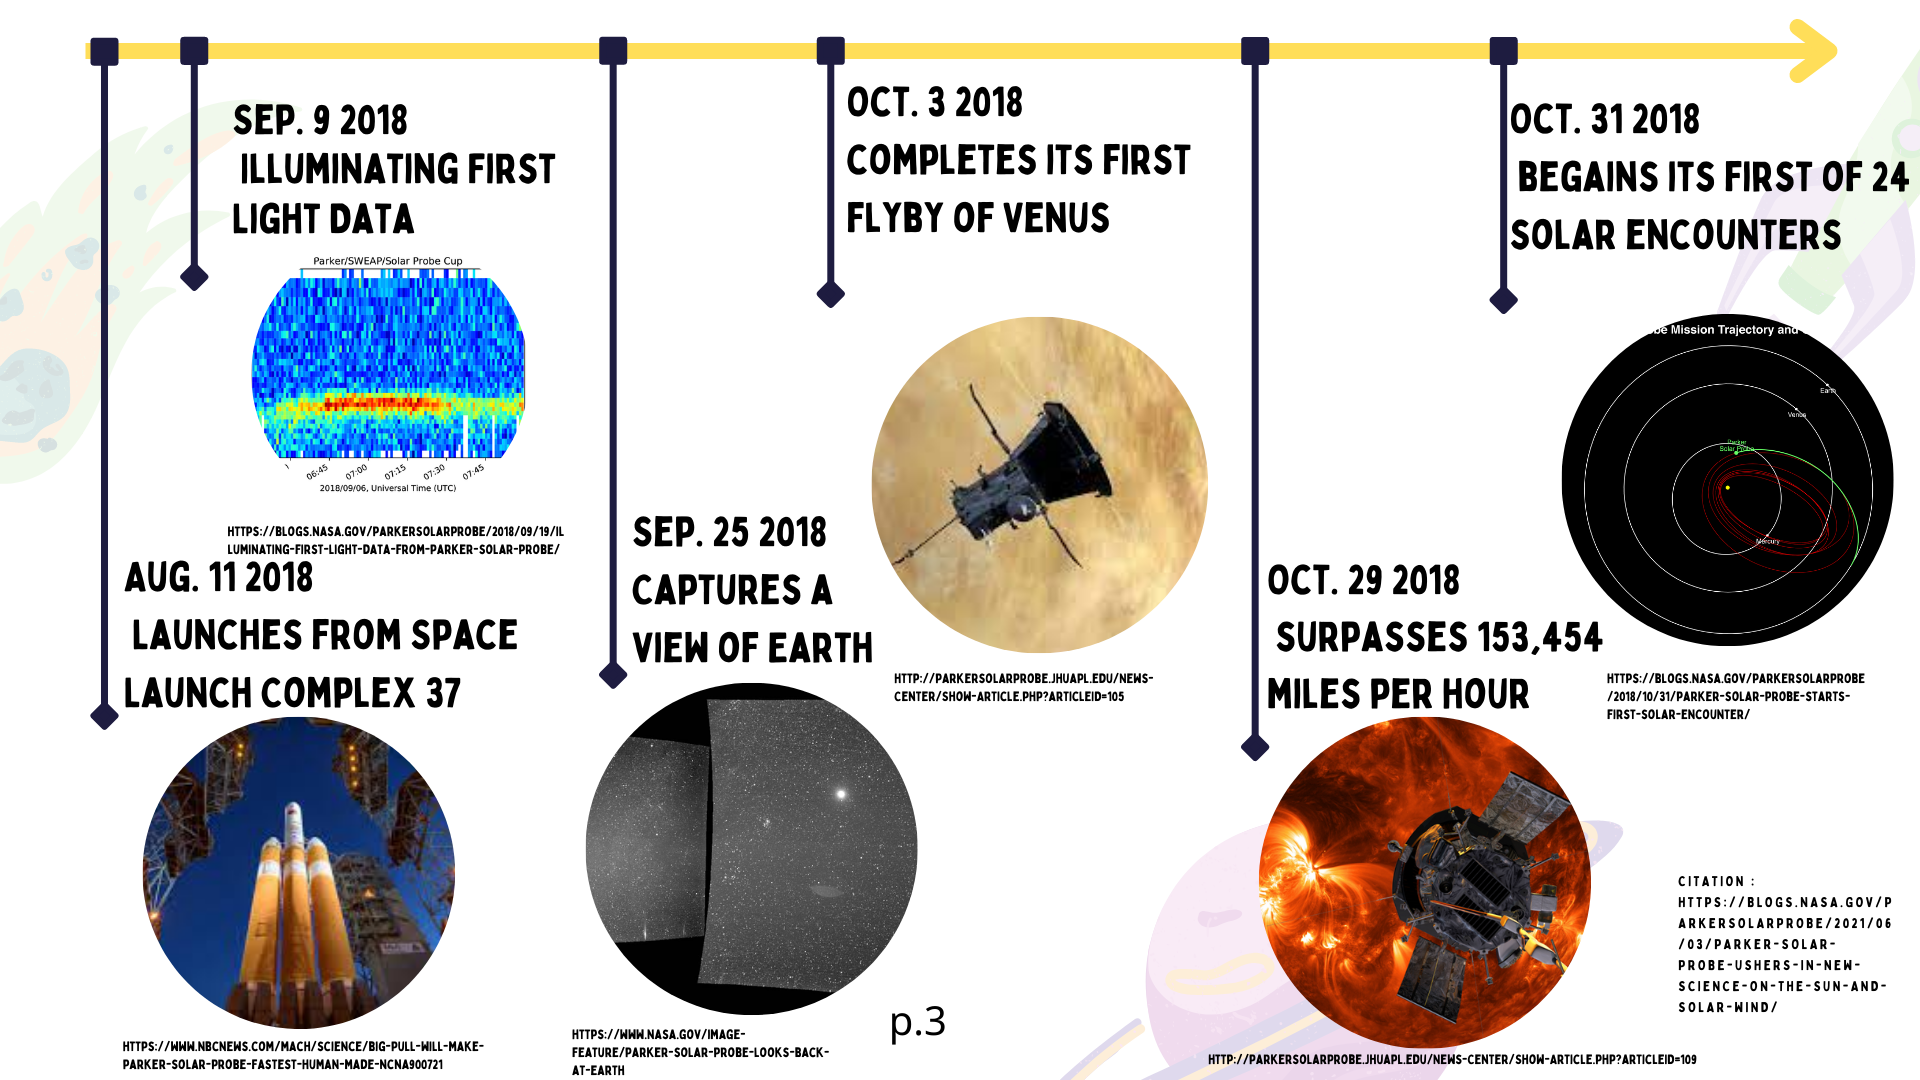 SEP. 9 2018
ILLUMINATING FIRST
LIGHT DATA
Parker/SWEAP/Solar Probe Cup
06:45 07:00 07:15 07:30 07:45
2018/09/06, Universal Time (UTC)
HTTPS://BLOGS.NASA.GOV/PARKERSOLARPROBE/2018/09/19/IL
LUMINATING-FIRST-LIGHT-DATA-FROM-PARKER-SOLAR-PROBE/
AUG. 11 2018
LAUNCHES FROM SPACE
LAUNCH COMPLEX 37
HTTPS://WWW.NBCNEWS.COM/MACH/SCIENCE/BIG-PULL-WILL-MAKE-
PARKER-SOLAR-PROBE-FASTEST-HUMAN-MADE-NCNA900721
SEP. 25 2018
CAPTURES A
VIEW OF EARTH
HTTPS://WWW.NASA.GOV/IMAGE-
FEATURE/PARKER-SOLAR-PROBE-LOOKS-BACK-
AT-EARTH
OCT. 3 2018
COMPLETES ITS FIRST
FLYBY OF VENUS
HTTP://PARKERSOLARPROBE.JHUAPL.EDU/NEWS-
CENTER/SHOW-ARTICLE.PHP?ARTICLEID=105
p.3
OCT. 29 2018
SURPASSES 153,454
MILES PER HOUR
HTTP://PARKERSOLARPROBE.JHUAPL.EDU/NEWS-CENTER/SHOW-ARTICLE.PHP?ARTICLEID=109
OCT. 31 2018
BEGAINS ITS FIRST OF 24
SOLAR ENCOUNTERS
be Mission Trajectory and
Earth
Venus
Parker
Solar Probe
Mercury
HTTPS://BLOGS.NASA.GOV/PARKERSOLARPROBE
/2018/10/31/PARKER-SOLAR-PROBE-STARTS-
FIRST-SOLAR-ENCOUNTER/
CITATION :
HTTPS://BLOGS.NASA.GOV/P
ARKERSOLARPROBE/2021/06
/03/PARKER-SOLAR-
PROBE-USHERS-IN-NEW-
SCIENCE-ON-THE-SUN-AND-
SOLAR-WIND/